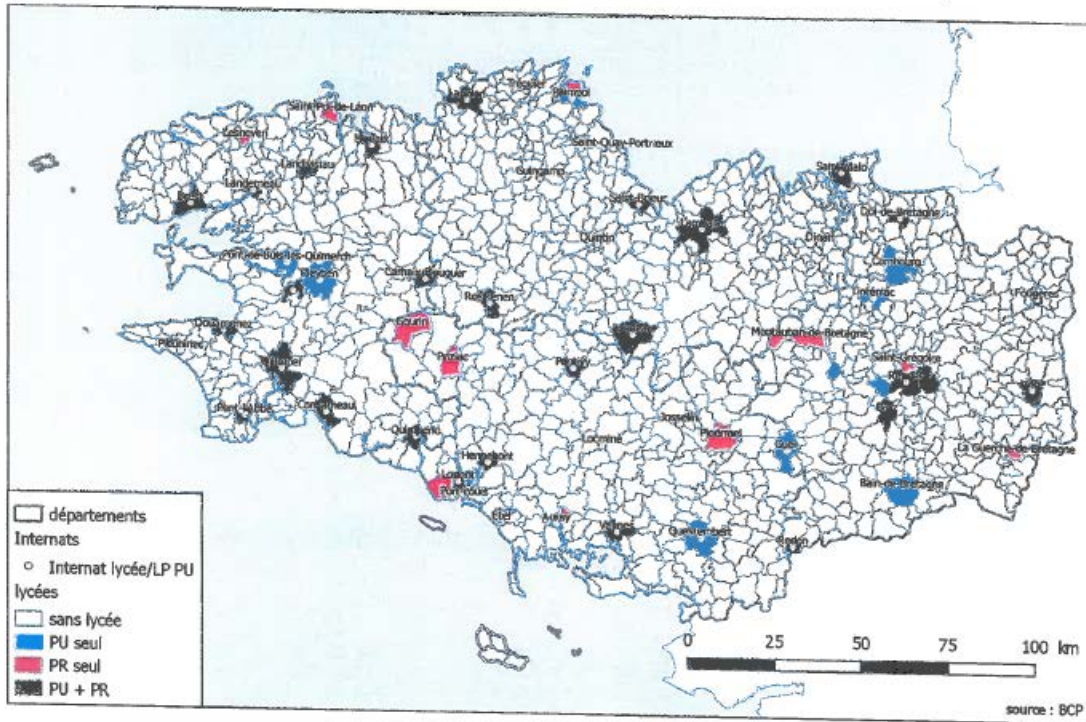 Tréguier
Paimpol
Saint-Pol-de-Léon
Lesneven
Morlaix
Saint-Quay-Portrieux
Landivisiau
Guingamp
Landerneau
Saint-Malo
Brest
Saint-Brieuc
Dol-de-Bretagne
Quintin
Dinan
Pont-de-Buis-lès-Quimerch
Combourg
Pleyben
Carhaix-Plouguer
Tinténiac
Fougères
Rostrenen
Gourin
Douarnenez
Montauban-de-Bretagne
Plouhinec
Saint-Grégoire
Priziac
Pontivy
Quimper
Pont-l'Abbé
Concarneau
Josselin
Ploërmel
Quimperlé
Locminé
Guer
La Guerche-de-Bretagne
Hennebont
Lorient
Port-Louis
Bain-de-Bretagne
Etel
Auray
Vannes
Questembert
Redon
départements
Internats
Internat lycée/LP PU
lycées
sans lycée
PU seul
PR seul
PU + PR
0 25 50 75 100 km
source : BCP